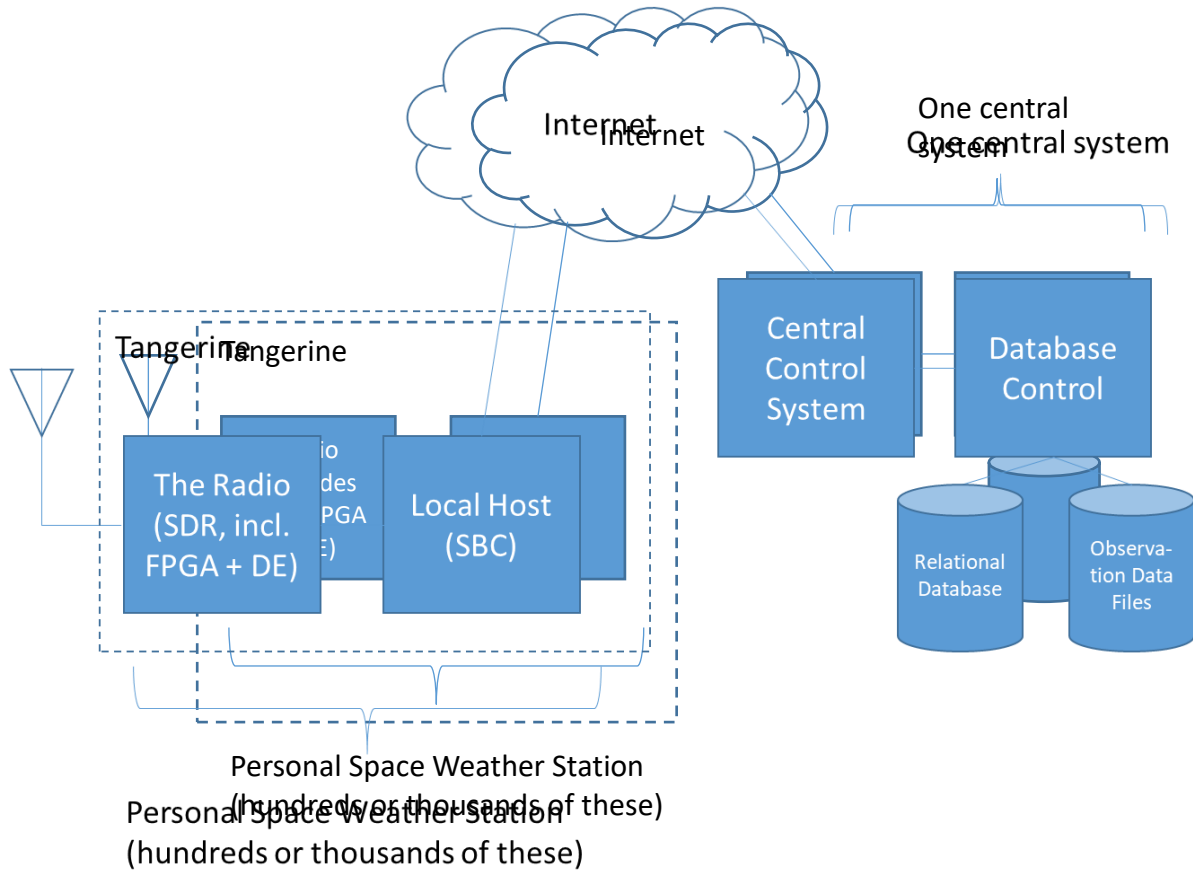 Internet
Internet
One central
system
One central system
Tangerine
Tangerine
Central
Control
System
Database
Control
The Radio
(SDR, incl.
FPGA + DE)
Local Host
(SBC)
Relational
Database
Observa-
tion Data
Files
Personal Space Weather Station
(hundreds or thousands of these)
Personal Space Weather Station
(hundreds or thousands of these)